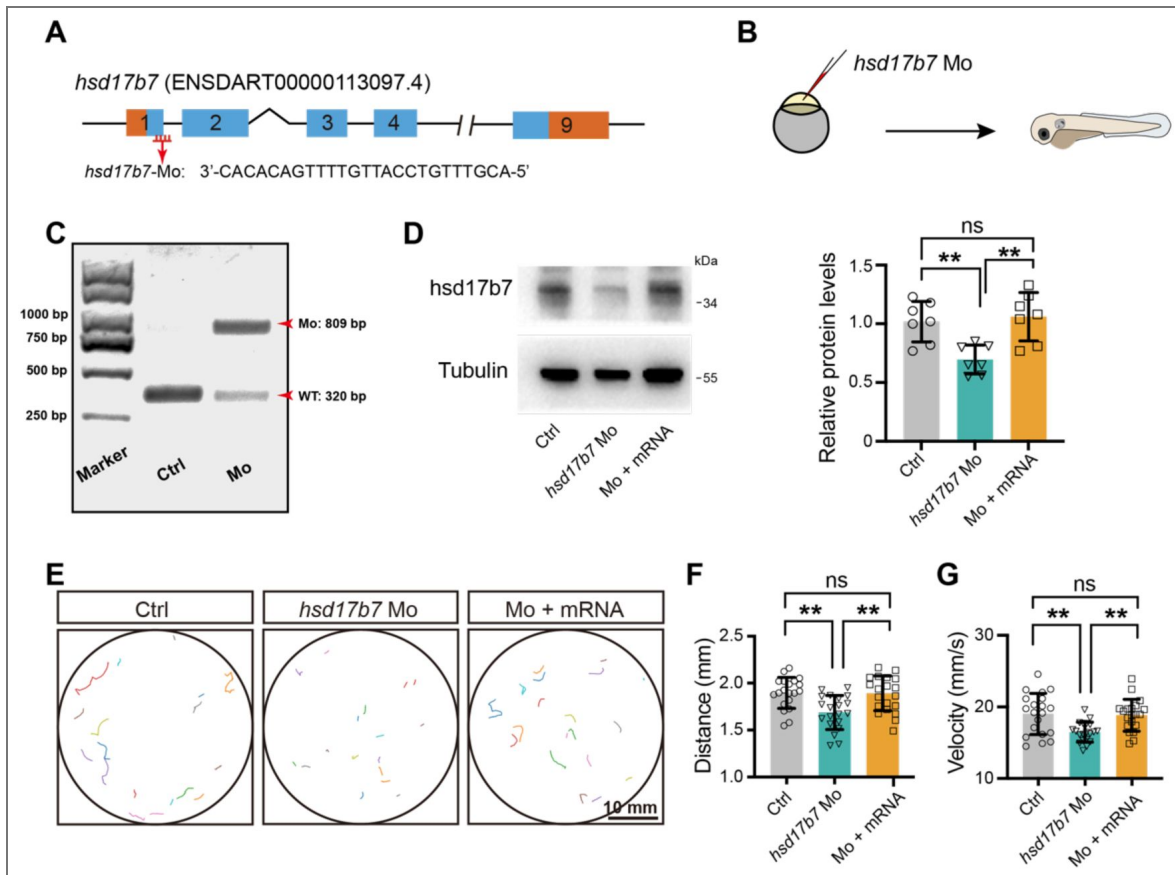 A
hsd17b7 (ENSDART00000113097.4)
1 2 3 4 9
hsd17b7-Mo: 3'-CACACAGTTTTGTTACCTGTTTGCA-5'
B
hsd17b7 Mo
C
1000 bp
750 bp
500 bp
250 bp
Mo: 809 bp
WT: 320 bp
Marker
Ctrl
Mo
D
kDa
hsd17b7
-34
Tubulin
-55
Ctrl
hsd17b7 Mo
Mo + mRNA
ns
** **
Relative protein levels
1.5
1.0
0.5
0
Ctrl
hsd17b7 Mo
Mo + mRNA
E
Ctrl
hsd17b7 Mo
Mo + mRNA
10 mm
F
ns
** **
Distance (mm)
2.5
2.0
1.5
1.0
Ctrl
hsd17b7 Mo
Mo + mRNA
G
ns
** **
Velocity (mm/s)
30
20
10
Ctrl
hsd17b7 Mo
Mo + mRNA